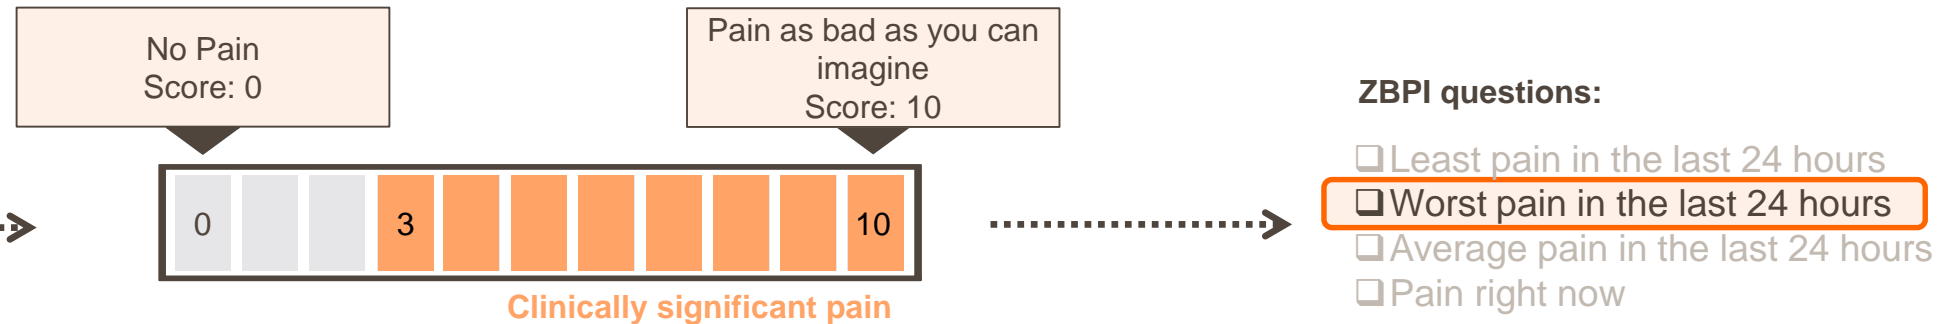 No Pain
Score: 0
Pain as bad as you can
imagine
Score: 10
0
3
10
Clinically significant pain
ZBPI questions:
❑Least pain in the last 24 hours
❑Worst pain in the last 24 hours
❑Average pain in the last 24 hours
❑Pain right now